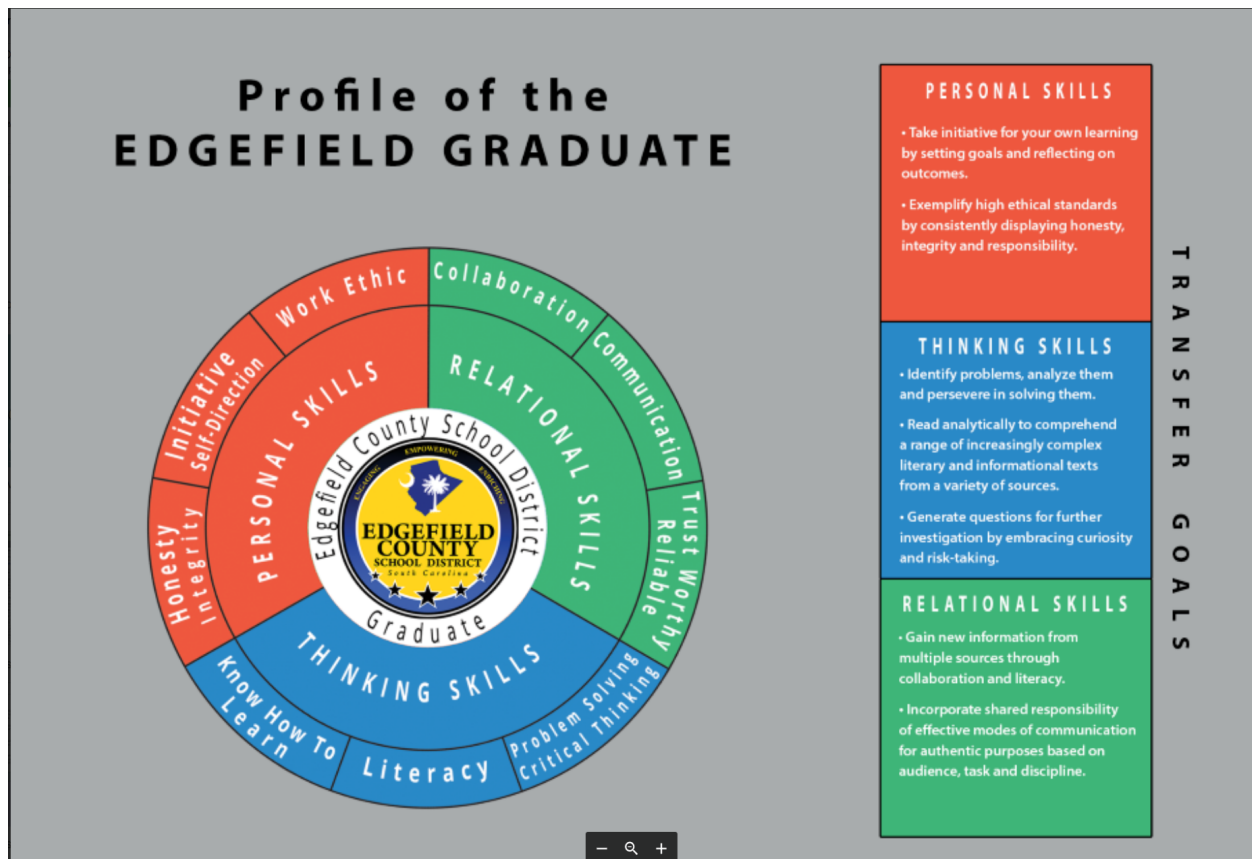 Profile of the
EDGEFIELD GRADUATE
Work Ethic
Initiative
Self-Direction
Honesty
Integrity
PERSONAL SKILLS
Collaboration
Communication
Trust Worthy
Reliable
RELATIONAL SKILLS
Know How To
Learn
Literacy
Problem Solving
Critical Thinking
THINKING SKILLS
Edgefield County School District
Graduate
ENGAGING
EMPOWERING
ENRICHING
EDGEFIELD
COUNTY
SCHOOL DISTRICT
South Carolina
PERSONAL SKILLS
• Take initiative for your own learning
by setting goals and reflecting on
outcomes.
• Exemplify high ethical standards
by consistently displaying honesty,
integrity and responsibility.
THINKING SKILLS
• Identify problems, analyze them
and persevere in solving them.
• Read analytically to comprehend
a range of increasingly complex
literary and informational texts
from a variety of sources.
• Generate questions for further
investigation by embracing curiosity
and risk-taking.
RELATIONAL SKILLS
• Gain new information from
multiple sources through
collaboration and literacy.
• Incorporate shared responsibility
of effective modes of communication
for authentic purposes based on
audience, task and discipline.
TRANSFER GOALS